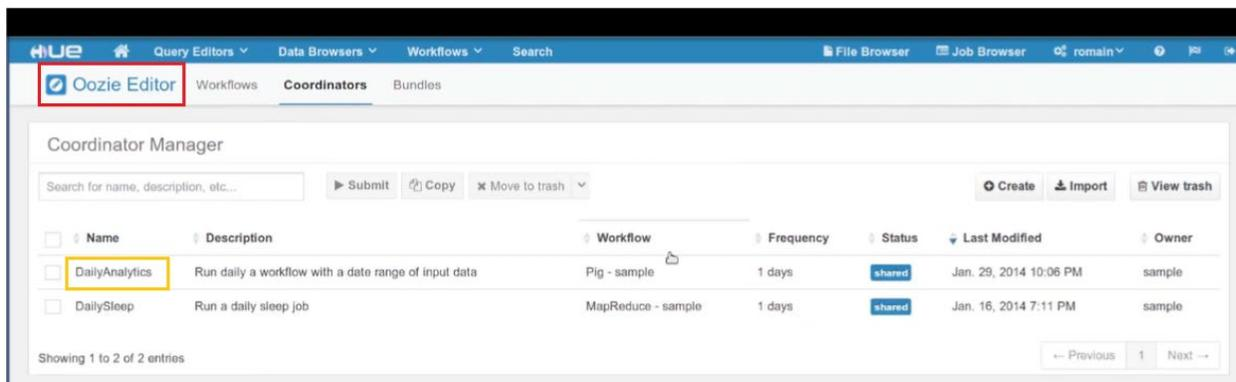 HUE Query Editors Data Browsers Workflows Search File Browser Job Browser romain
Oozie Editor Workflows Coordinators Bundles
Coordinator Manager
Search for name, description, etc... Submit Copy Move to trash Create Import View trash
Name Description Workflow Frequency Status Last Modified Owner
DailyAnalytics Run daily a workflow with a date range of input data Pig - sample 1 days shared Jan. 29, 2014 10:06 PM sample
DailySleep Run a daily sleep job MapReduce - sample 1 days shared Jan. 16, 2014 7:11 PM sample
Showing 1 to 2 of 2 entries ← Previous 1 Next →